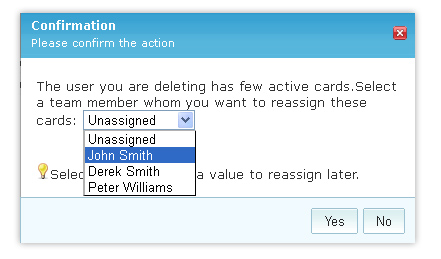 Confirmation
Please confirm the action
The user you are deleting has few active cards.Select
a team member whom you want to reassign these
cards: Unassigned
Unassigned
John Smith
Derek Smith
Peter Williams
Selec a value to reassign later.
Yes No